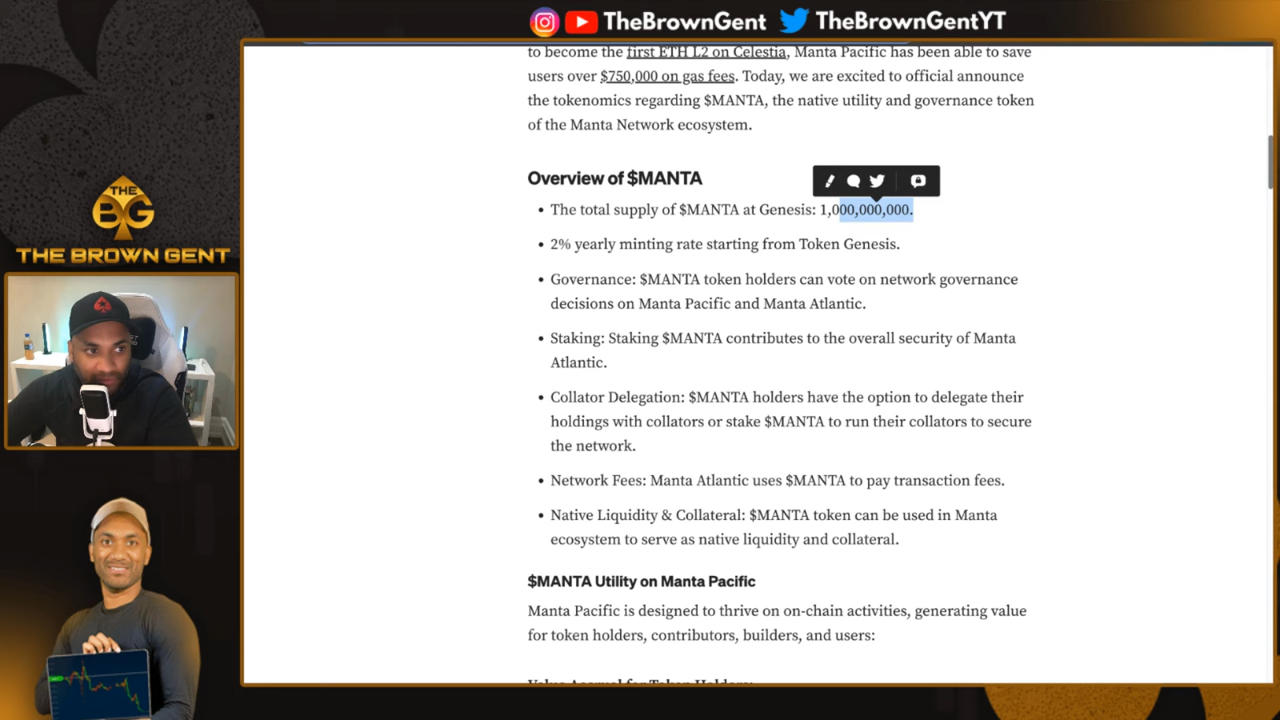 TheBrownGent TheBrownGentYT
to become the first ETH L2 on Celestia, Manta Pacific has been able to save
users over $750,000 on gas fees. Today, we are excited to official announce
the tokenomics regarding $MANTA, the native utility and governance token
of the Manta Network ecosystem.
Overview of $MANTA
• The total supply of $MANTA at Genesis: 1,000,000,000.
• 2% yearly minting rate starting from Token Genesis.
• Governance: $MANTA token holders can vote on network governance
decisions on Manta Pacific and Manta Atlantic.
• Staking: Staking $MANTA contributes to the overall security of Manta
Atlantic.
• Collator Delegation: $MANTA holders have the option to delegate their
holdings with collators or stake $MANTA to run their collators to secure
the network.
• Network Fees: Manta Atlantic uses $MANTA to pay transaction fees.
• Native Liquidity & Collateral: $MANTA token can be used in Manta
ecosystem to serve as native liquidity and collateral.
$MANTA Utility on Manta Pacific
Manta Pacific is designed to thrive on on-chain activities, generating value
for token holders, contributors, builders, and users:
THE
BG
THE BROWN GENT